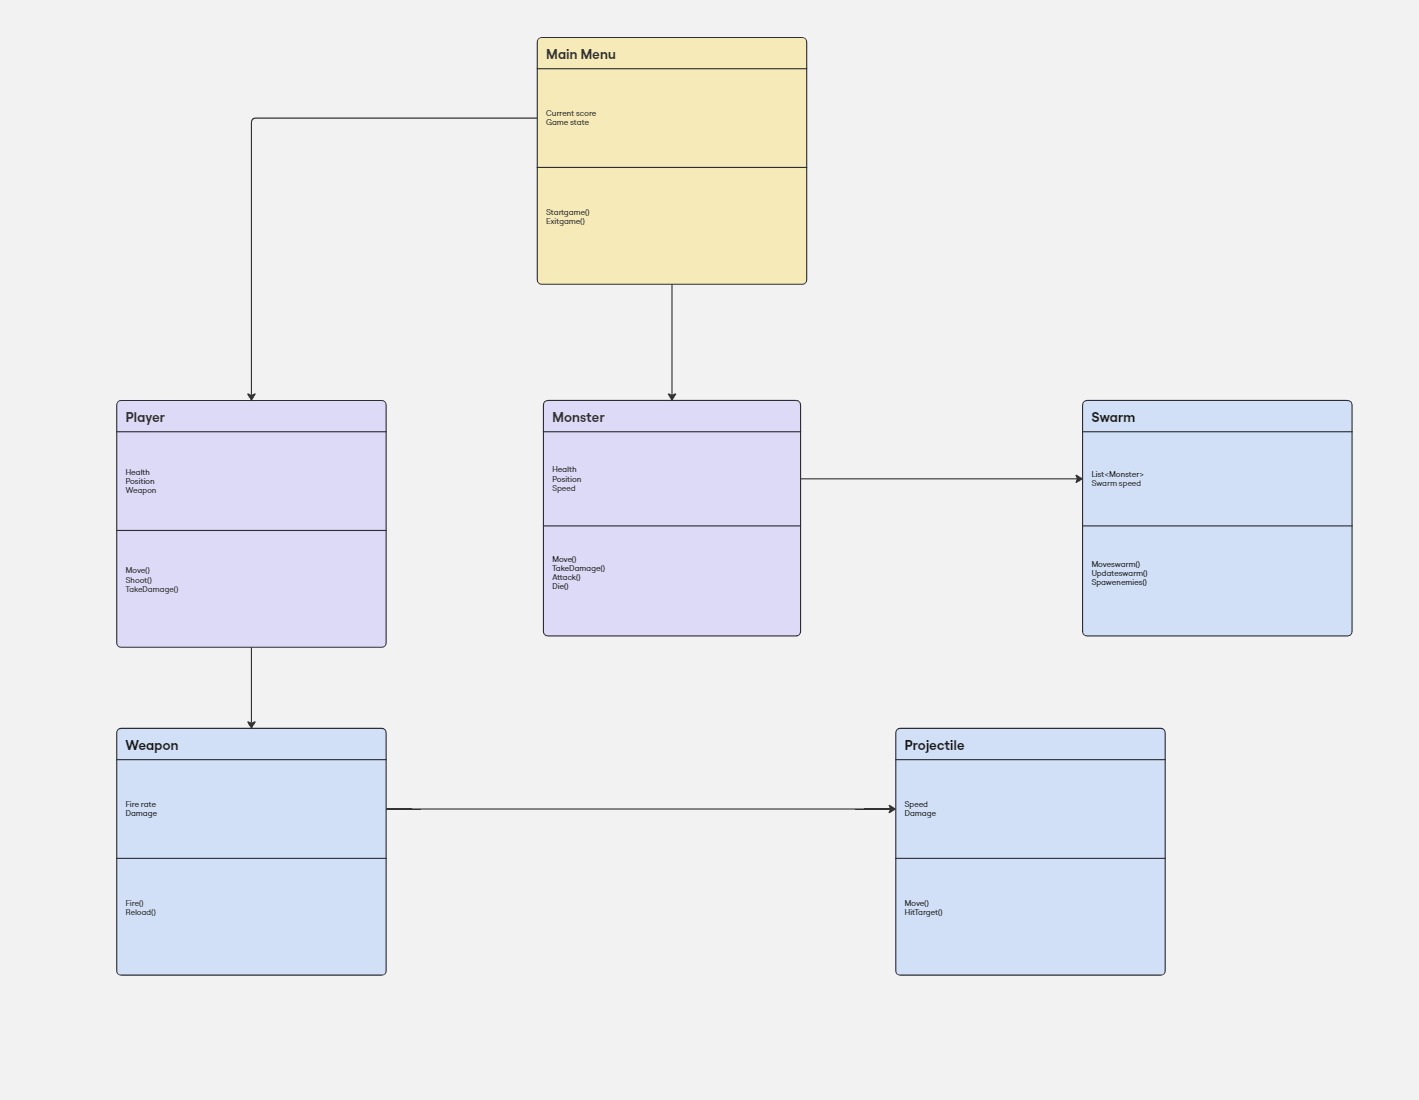 Main Menu
Current score
Game state
Startgame()
Exitgame()
Player
Health
Position
Weapon
Move()
Shoot()
TakeDamage()
Monster
Health
Position
Speed
Move()
TakeDamage()
Attack()
Die()
Swarm
List<Monster>
Swarm speed
Moveswarm()
Updateswarm()
Spawenemies()
Weapon
Fire rate
Damage
Fire()
Reload()
Projectile
Speed
Damage
Move()
HitTarget()